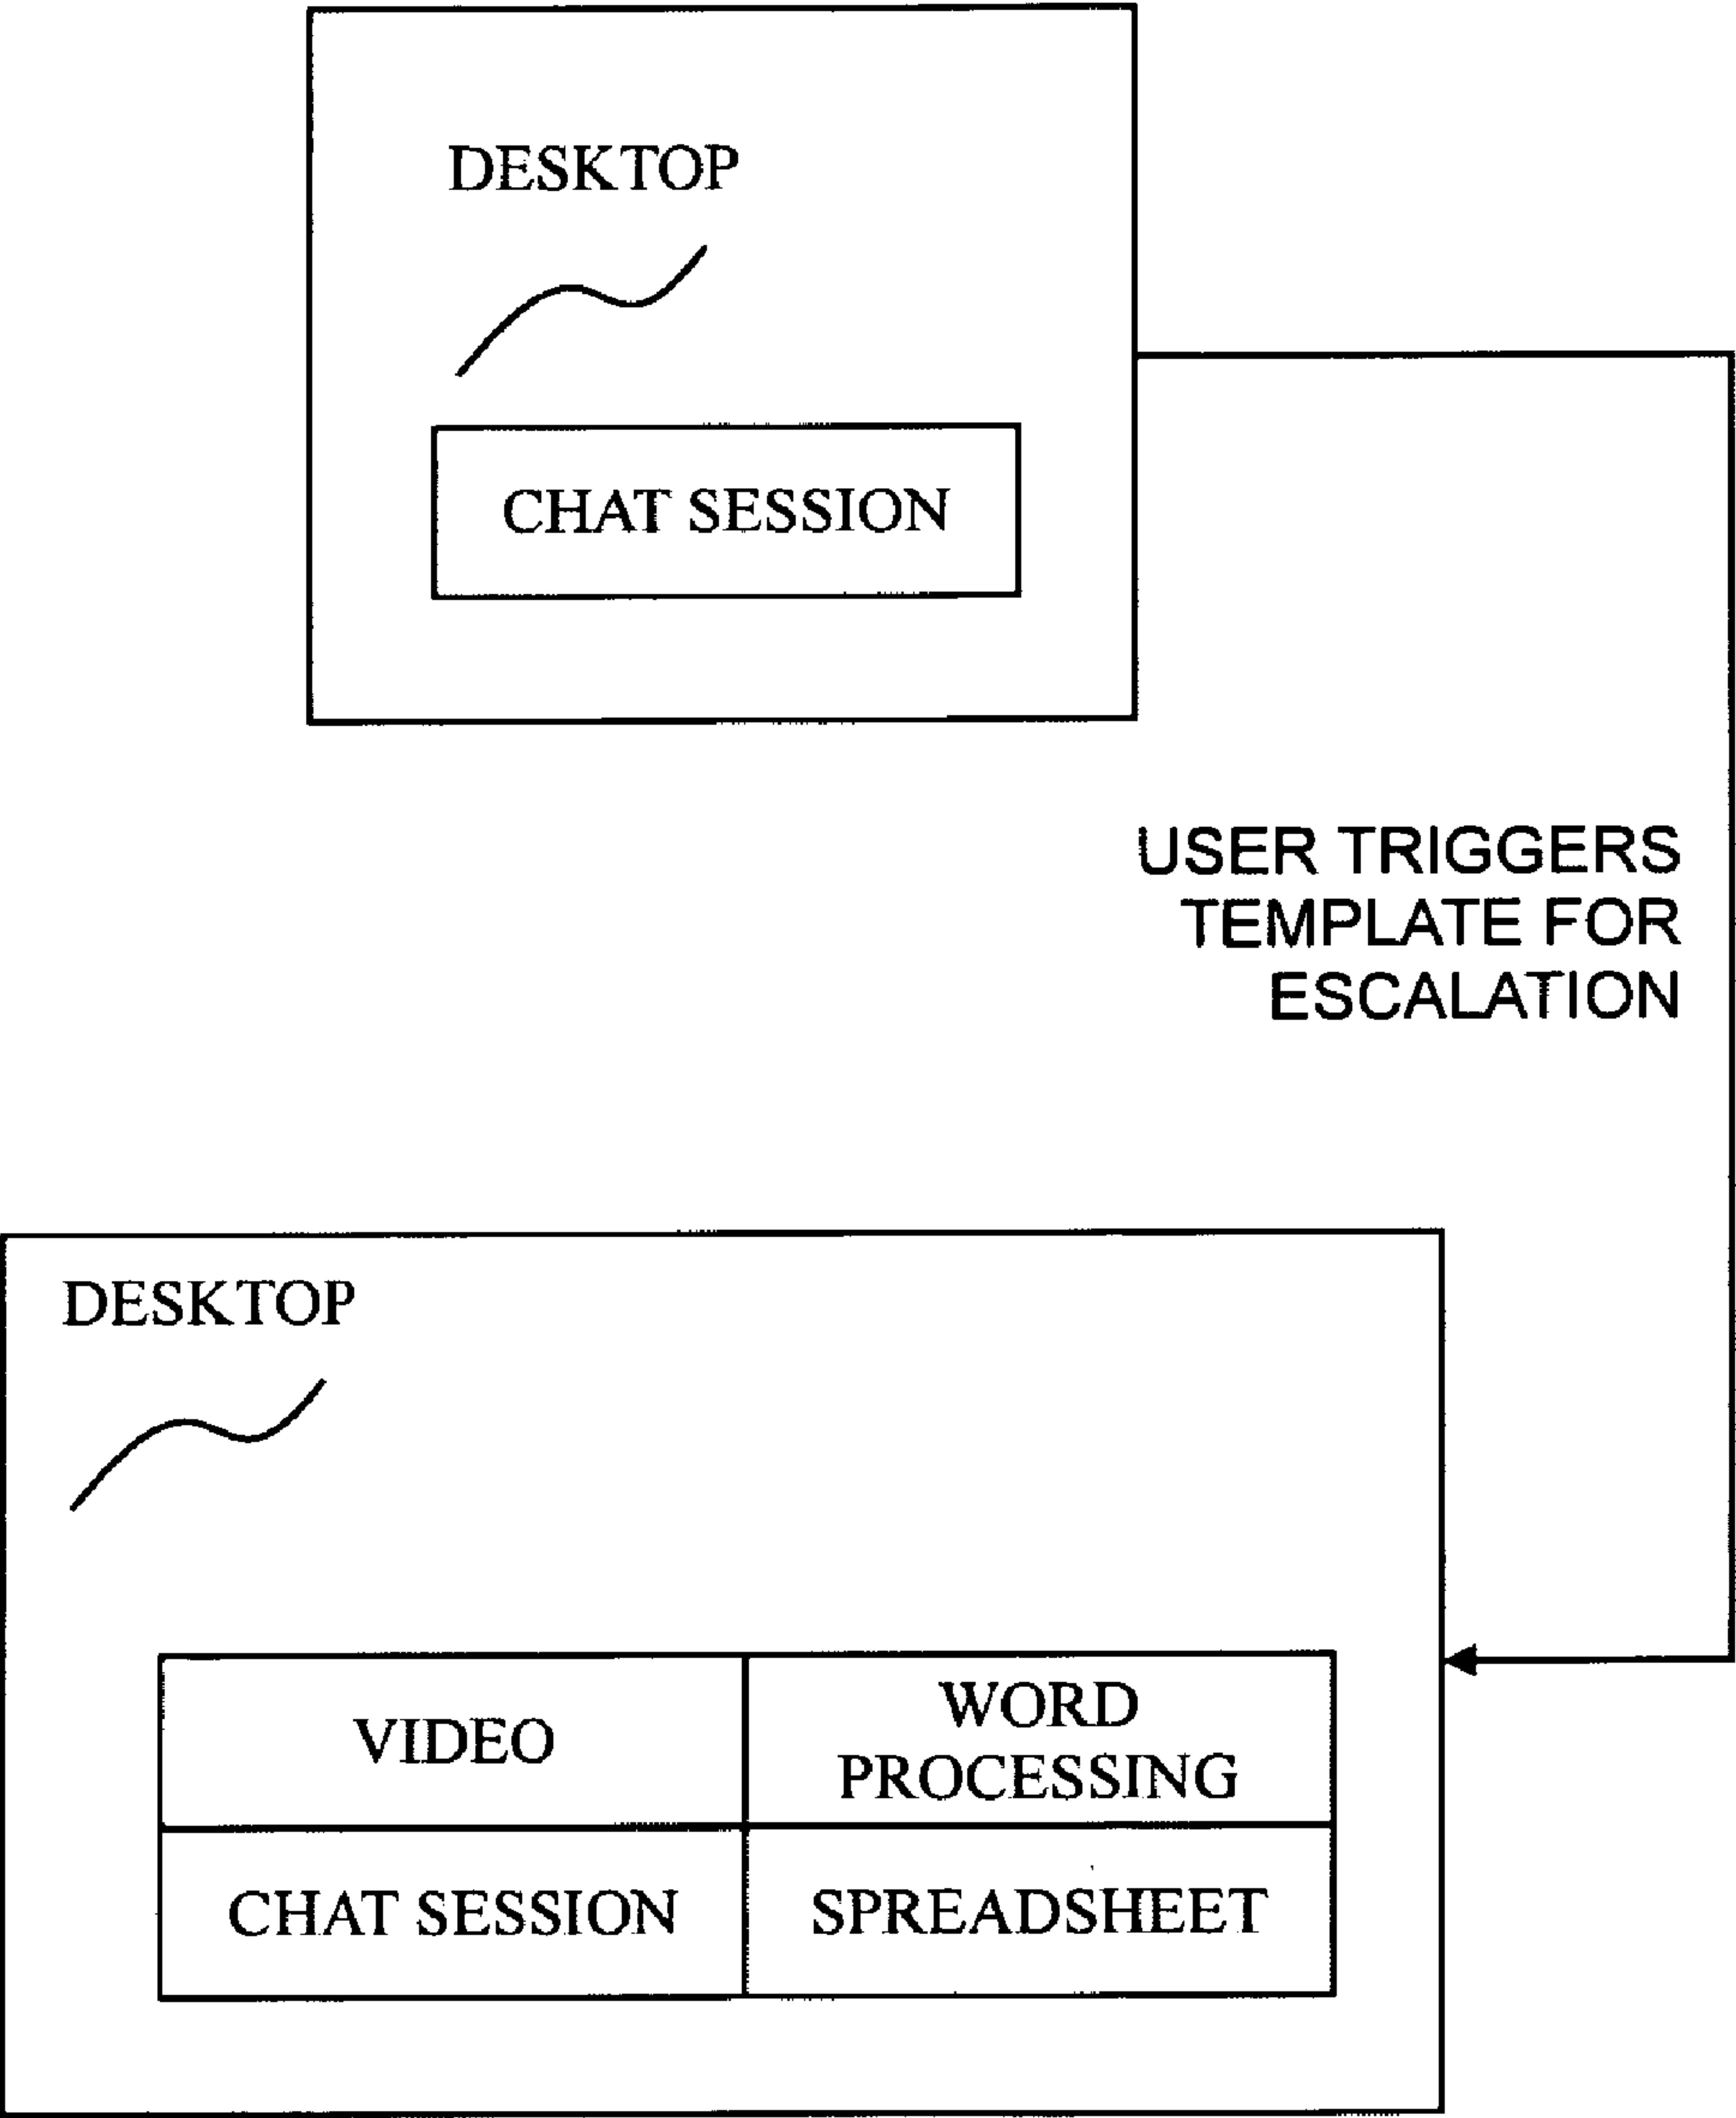 DESKTOP
CHAT SESSION
USER TRIGGERS
TEMPLATE FOR
ESCALATION
DESKTOP
VIDEO
WORD
PROCESSING
CHAT SESSION
SPREADSHEET